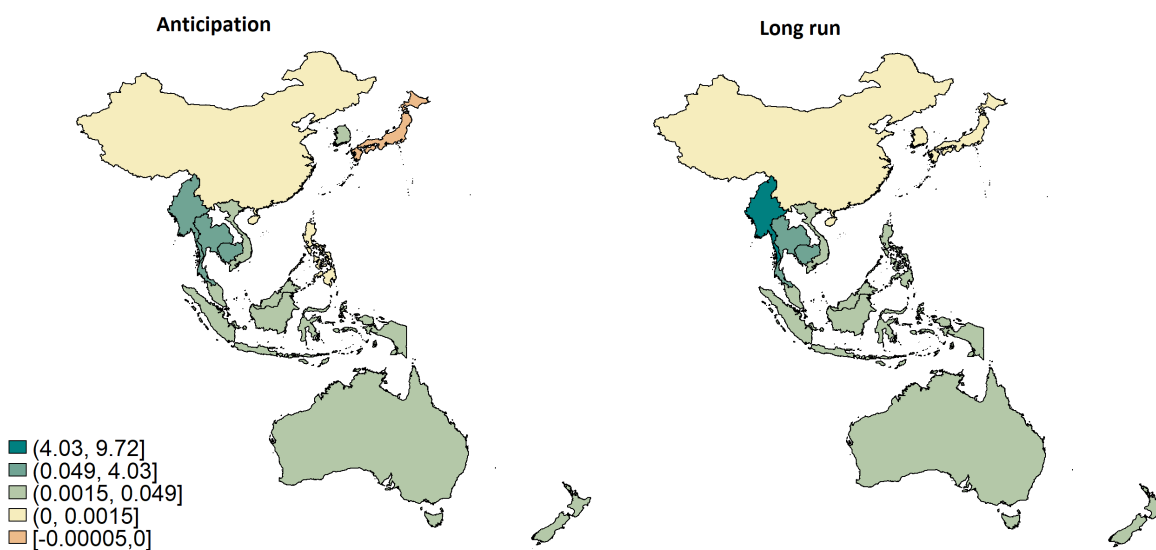 Anticipation
Long run
(4.03, 9.72]
(0.049, 4.03]
(0.0015, 0.049]
(0, 0.0015]
[-0.00005,0]